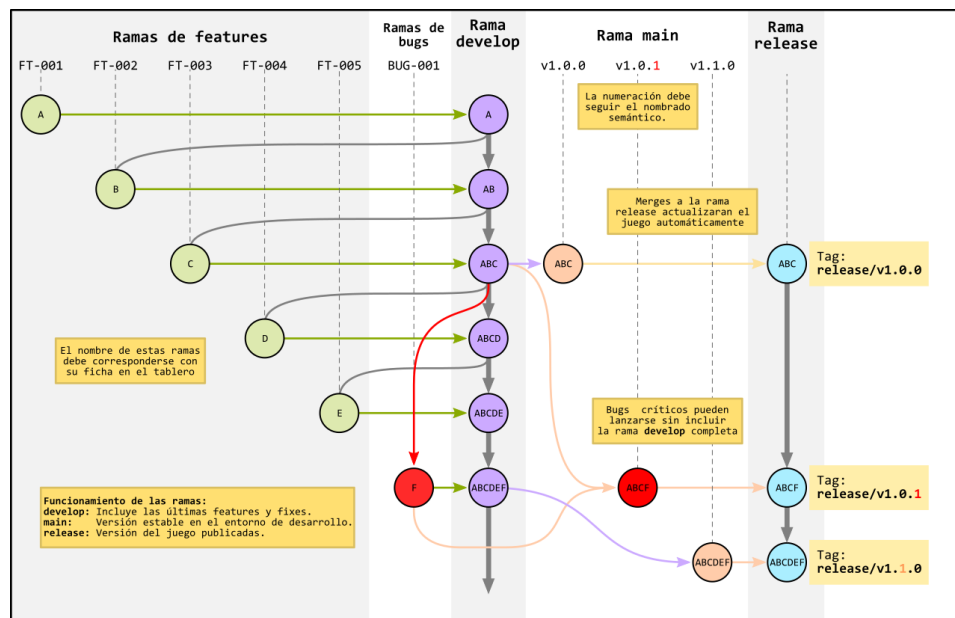 Ramas de features
Ramas de
bugs
Rama
develop
Rama main
Rama
release
FT-001
FT-002
FT-003
FT-004
FT-005
BUG-001
v1.0.0
v1.0.1
v1.1.0
La numeración debe
seguir el nombrado
semántico.
A
A
B
AB
Merges a la rama
release actualizaran el
juego automáticamente
C
ABC
ABC
ABC
Tag:
release/v1.0.0
El nombre de estas ramas
debe corresponderse con
su ficha en el tablero
D
ABCD
E
ABCDE
Bugs críticos pueden
lanzarse sin incluir
la rama develop completa
F
ABCDEF
ABCF
ABCF
Tag:
release/v1.0.1
Funcionamiento de las ramas:
develop: Incluye las últimas features y fixes.
main: Versión estable en el entorno de desarrollo.
release: Versión del juego publicadas.
ABCDEF
ABCDEF
Tag:
release/v1.1.0